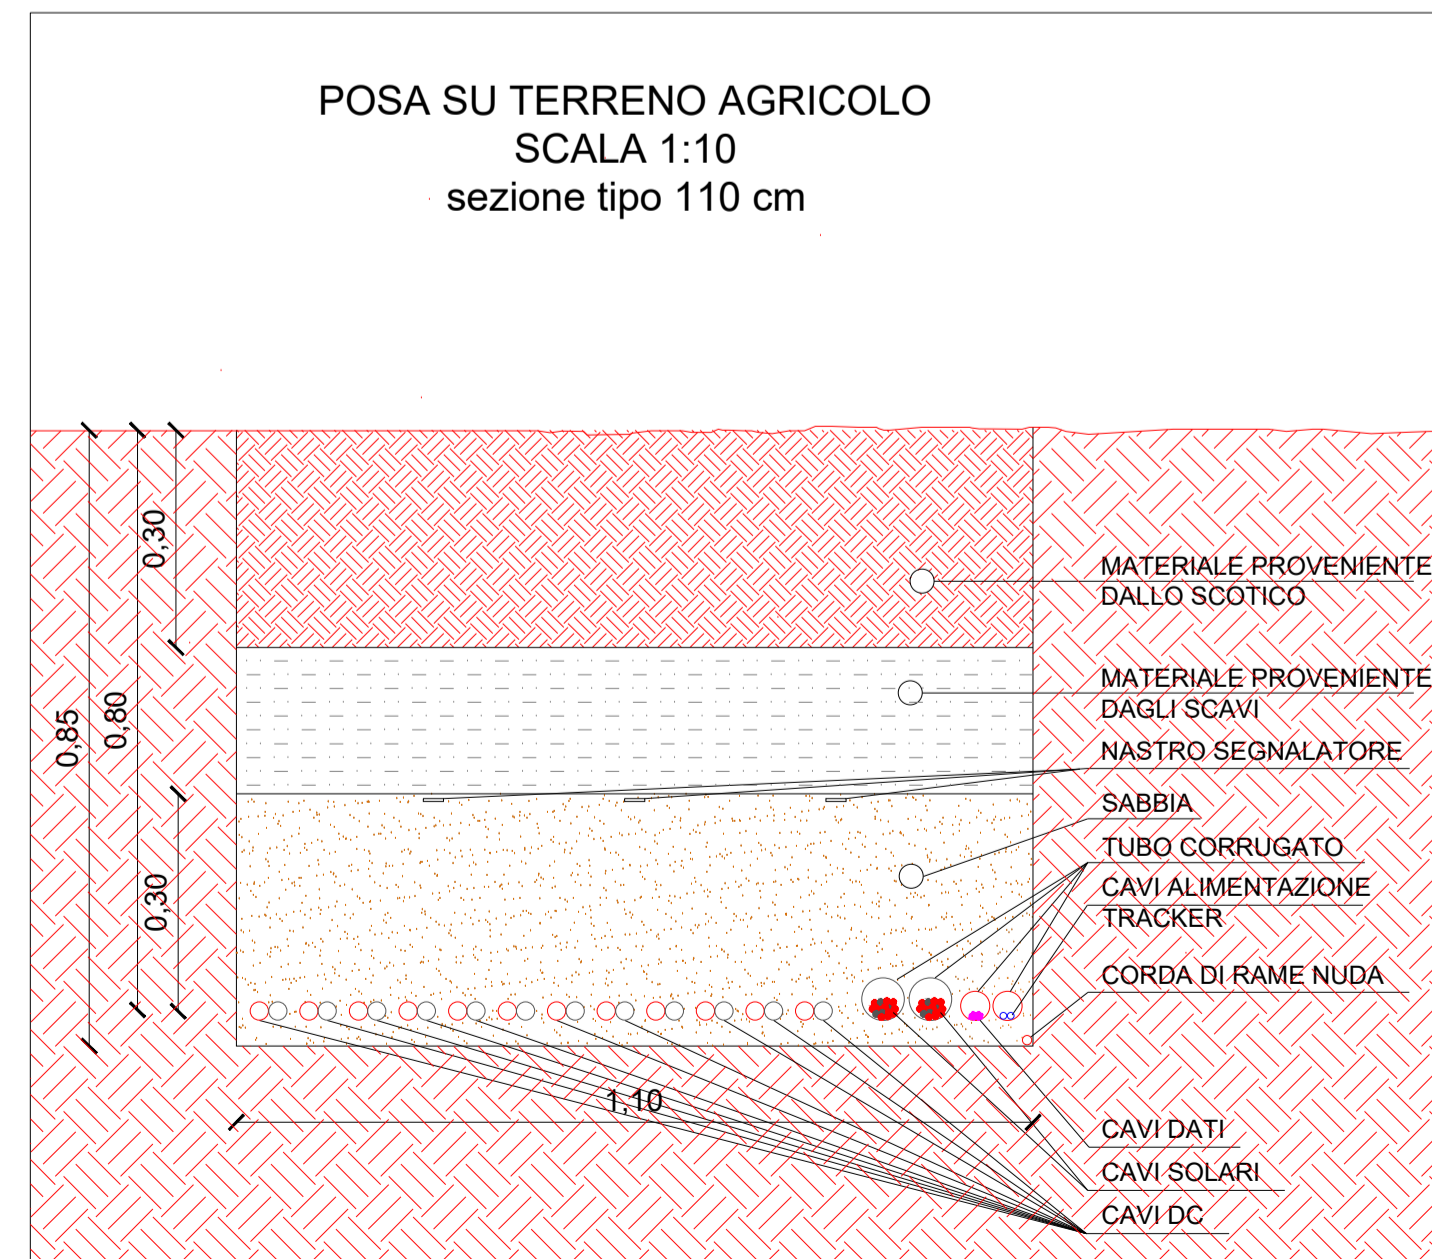 POSA SU TERRENO AGRICOLO
SCALA 1:10
sezione tipo 110 cm
0,30
0,80
0,85
0,30
1,10
MATERIALE PROVENIENTE
DALLO SCOTICO
MATERIALE PROVENIENTE
DAGLI SCAVI
NASTRO SEGNALATORE
SABBIA
TUBO CORRUGATO
CAVI ALIMENTAZIONE
TRACKER
CORDA DI RAME NUDA
CAVI DATI
CAVI SOLARI
CAVI DC